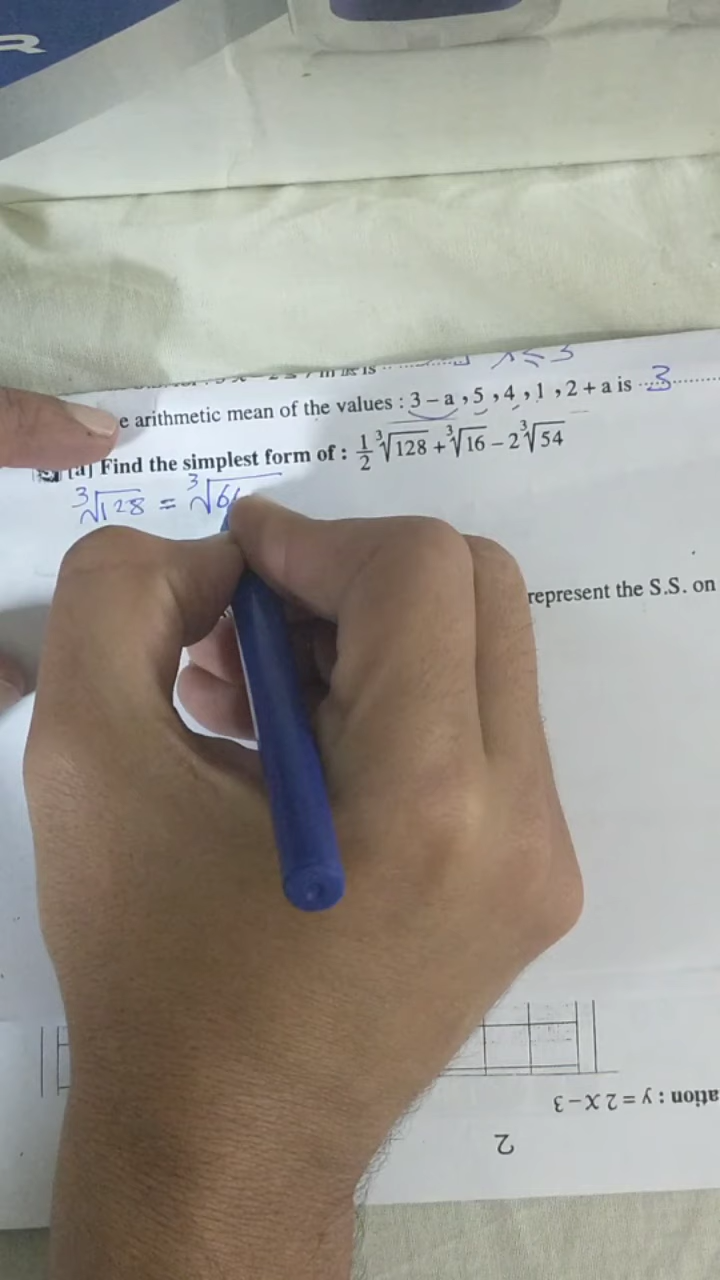 x ≤ 3
e arithmetic mean of the values : 3 – a , 5 , 4 , 1 , 2 + a is ..3..........
[a] Find the simplest form of : 1/2 ∛128 + ∛16 – 2 ∛54
∛128 = ∛64
represent the S.S. on
ation : y = 2 X – 3
2